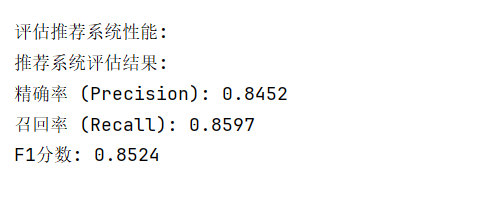 评估推荐系统性能:
推荐系统评估结果:
精确率 (Precision): 0.8452
召回率 (Recall): 0.8597
F1分数: 0.8524